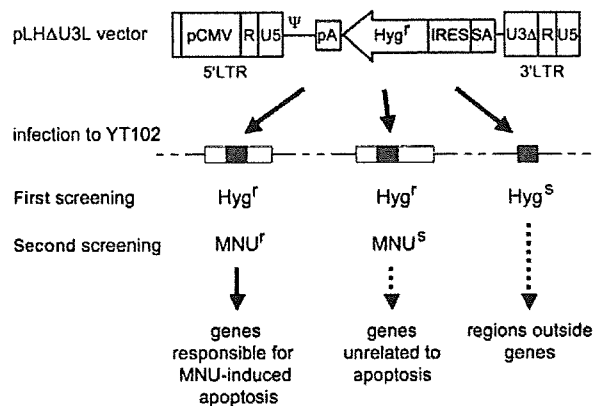 pLHΔU3L vector
pCMV R U5 Ψ pA Hygʳ IRES SA U3Δ R U5
5'LTR 3'LTR
infection to YT102
First screening Hygʳ Hygʳ Hygˢ
Second screening MNUʳ MNUˢ
genes responsible for MNU-induced apoptosis
genes unrelated to apoptosis
regions outside genes